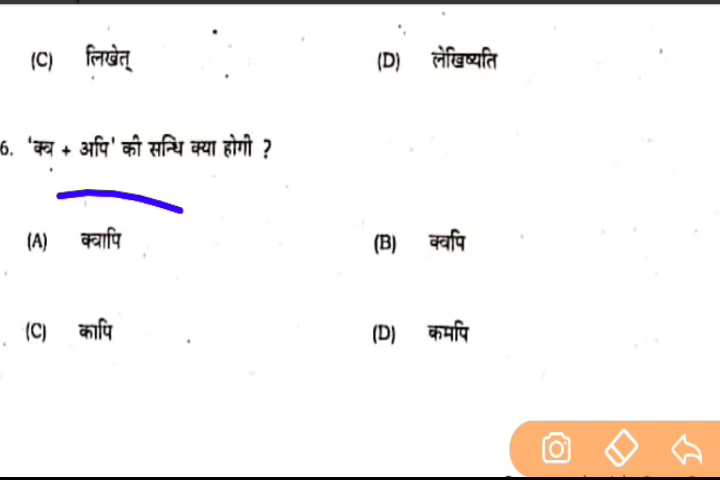 (C) लिखेत् (D) लेखिष्यति
6. 'क्व + अपि' की सन्धि क्या होगी ?
(A) क्वापि (B) क्वपि
(C) कापि (D) कमपि